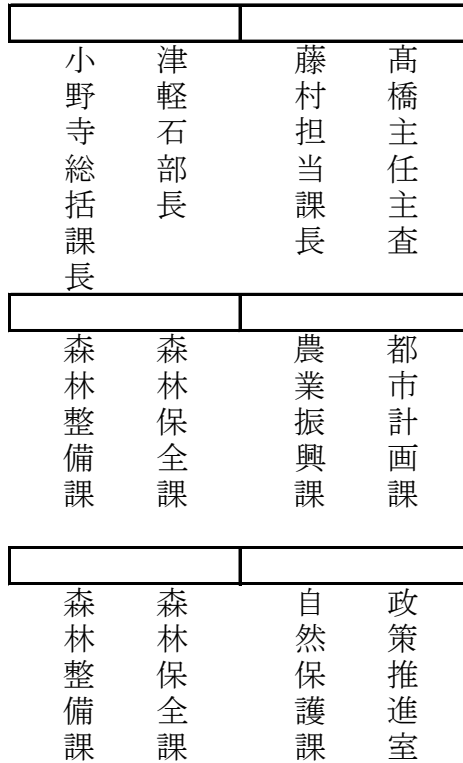 髙橋主任主査
藤村担当課長
津軽石部長
小野寺総括課長
都市計画課
農業振興課
森林保全課
森林整備課
政策推進室
自然保護課
森林保全課
森林整備課